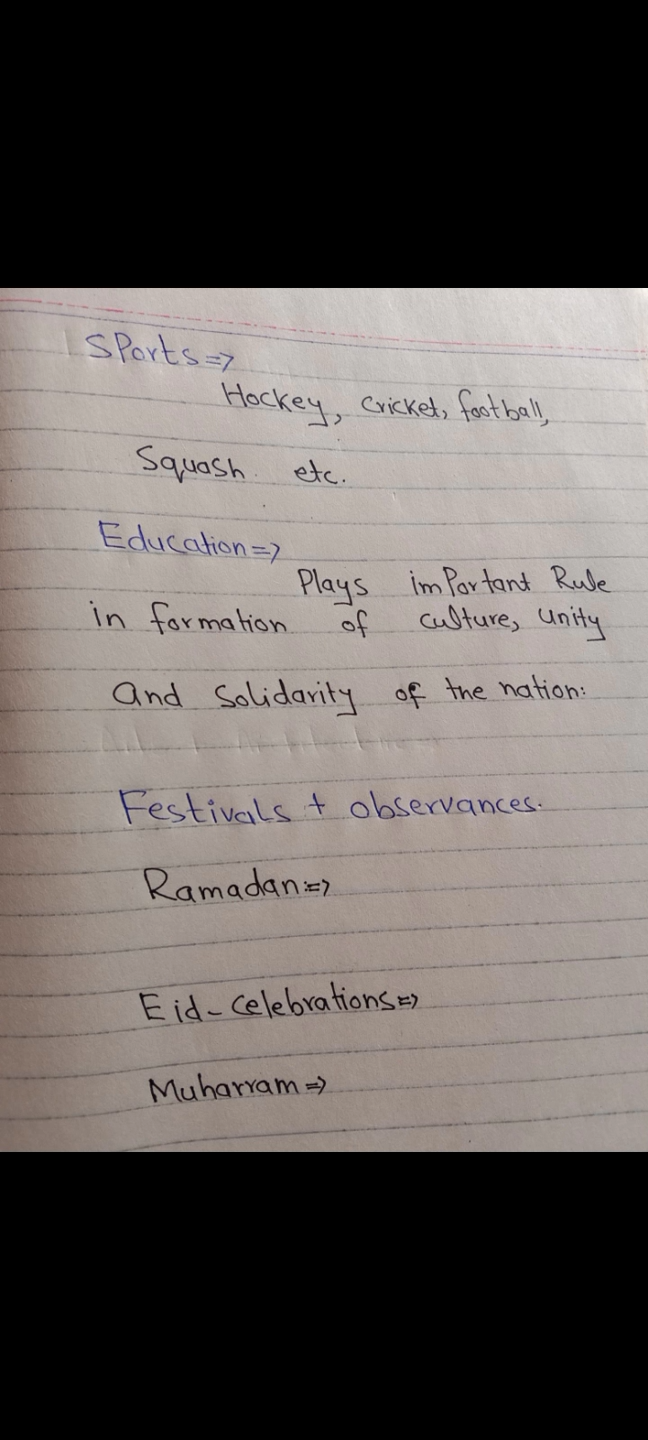 Sports=>
Hockey, cricket, football,
Squash. etc.
Education=>
Plays important Rule
in formation of culture, unity
and solidarity of the nation:
Festivals + observances.
Ramadan:=>
Eid-celebrations=>
Muharram=>